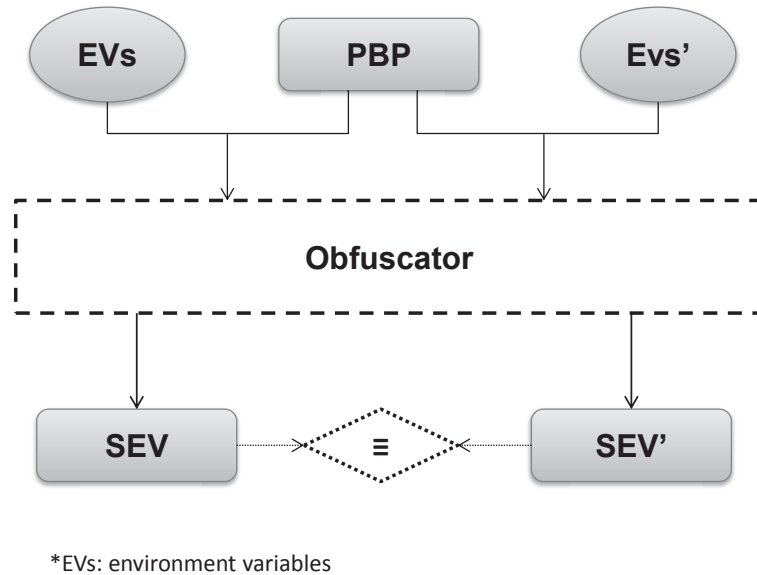 EVs
PBP
Evs’
Obfuscator
SEV
≡
SEV’
*EVs: environment variables